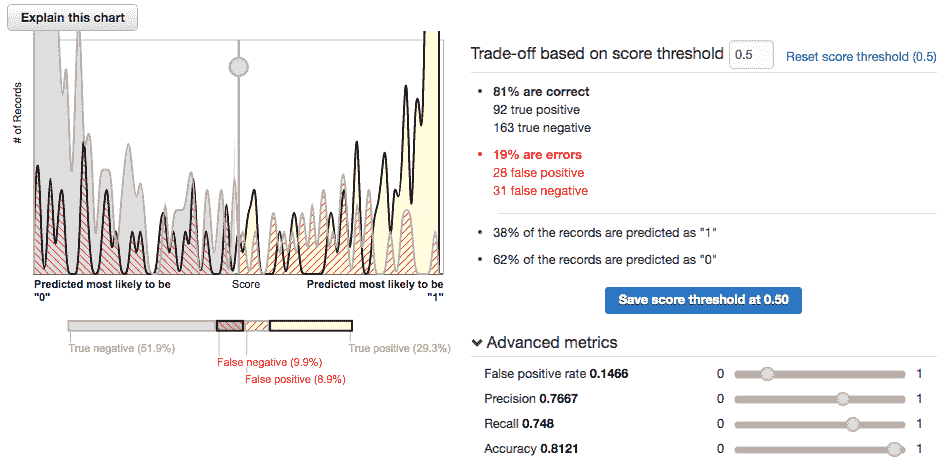 Explain this chart
# of Records
Predicted most likely to be "0"
Score
Predicted most likely to be "1"
True negative (51.9%)
True positive (29.3%)
False negative (9.9%)
False positive (8.9%)
Trade-off based on score threshold 0.5 Reset score threshold (0.5)
81% are correct
92 true positive
163 true negative
19% are errors
28 false positive
31 false negative
38% of the records are predicted as "1"
62% of the records are predicted as "0"
Save score threshold at 0.50
Advanced metrics
False positive rate 0.1466 0 1
Precision 0.7667 0 1
Recall 0.748 0 1
Accuracy 0.8121 0 1